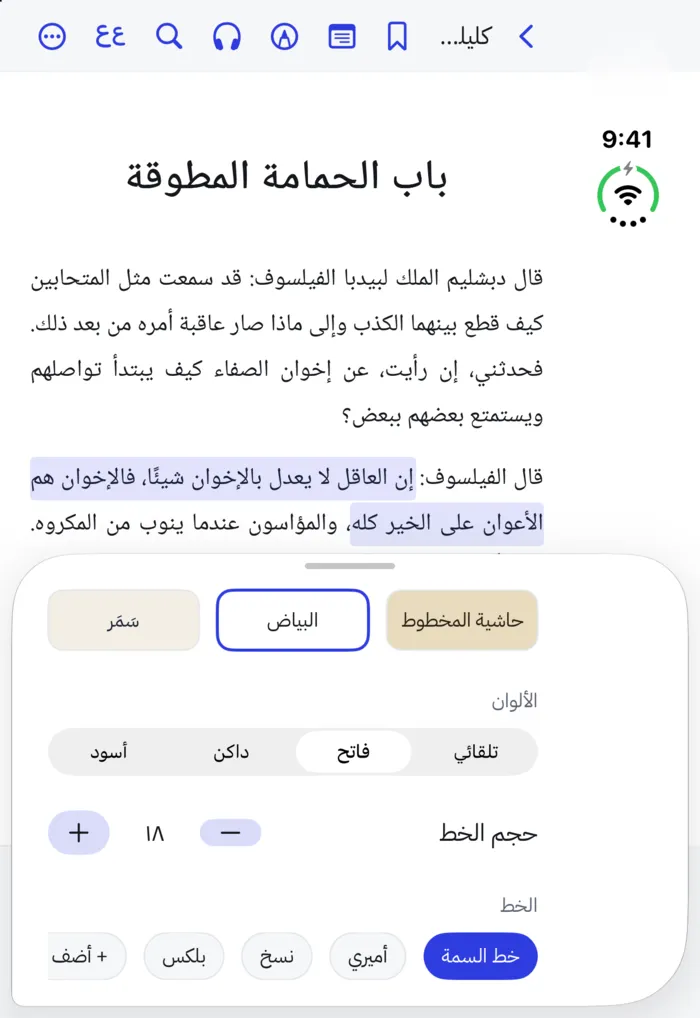 كليلـ...
عع
9:41
باب الحمامة المطوقة
قال دبشليم الملك لبيدبا الفيلسوف: قد سمعت مثل المتحابين
كيف قطع بينهما الكذب وإلى ماذا صار عاقبة أمره من بعد ذلك.
فحدثني، إن رأيت، عن إخوان الصفاء كيف يبتدأ تواصلهم
ويستمتع بعضهم ببعض؟
قال الفيلسوف: إن العاقل لا يعدل بالإخوان شيئًا، فالإخوان هم
الأعوان على الخير كله، والمؤاسون عندما ينوب من المكروه.
حاشية المخطوط
البياض
سَمَر
الألوان
تلقائي
فاتح
داكن
أسود
حجم الخط
− ١٨ +
الخط
خط السمة
أميري
نسخ
بلكس
+ أضف